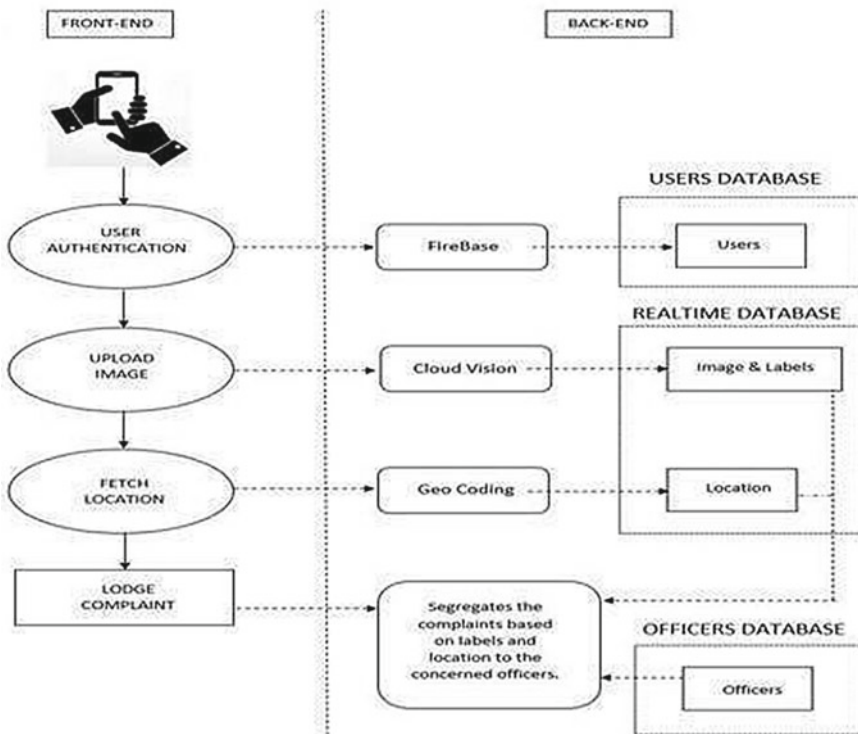 FRONT-END
BACK-END
USERS DATABASE
USER
AUTHENTICATION
FIreBase
Users
REALTIME DATABASE
UPLOAD
IMAGE
Cloud Vision
Image & Labels
FETCH
LOCATION
Geo Coding
Location
LODGE
COMPLAINT
Segregates the
complaints based
on labels and
location to the
concerned officers.
OFFICERS DATABASE
Officers